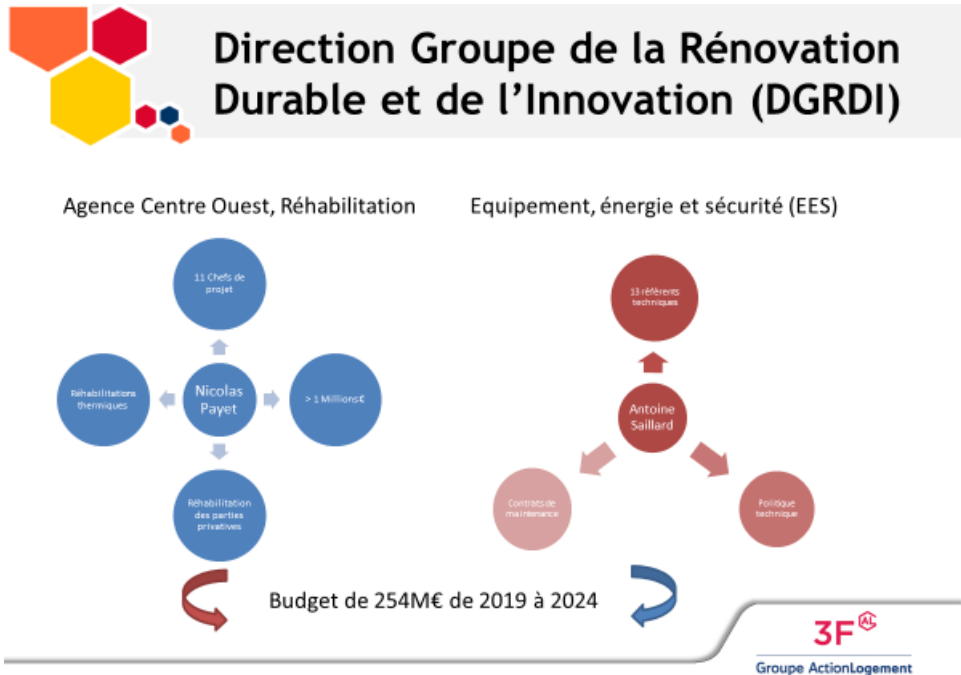 Direction Groupe de la Rénovation
Durable et de l'Innovation (DGRDI)
Agence Centre Ouest, Réhabilitation
11 Chefs de
projet
Réhabilitations
thermiques
Nicolas
Payet
> 1 Millions€
Réhabilitation
des parties
privatives
Equipement, énergie et sécurité (EES)
13 référents
techniques
Antoine
Saillard
Contrats de
maintenance
Politique
technique
Budget de 254M€ de 2019 à 2024
3F AL
Groupe ActionLogement